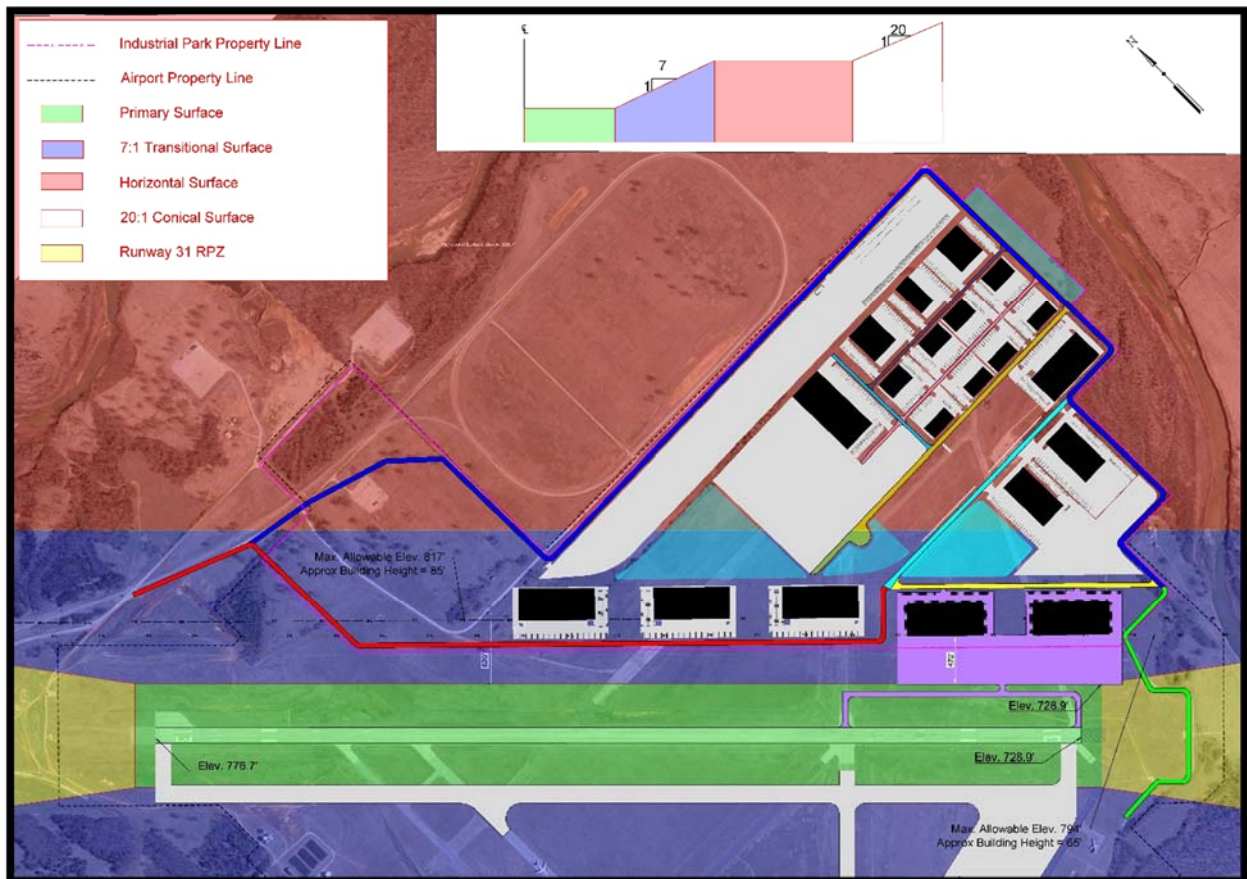 Industrial Park Property Line
Airport Property Line
Primary Surface
7:1 Transitional Surface
Horizontal Surface
20:1 Conical Surface
Runway 31 RPZ
℄
7
1
20
1
N
Max. Allowable Elev. 817'
Approx Building Height = 85'
Elev. 728.9'
Elev. 776.7'
Elev. 728.9'
Max. Allowable Elev. 794'
Approx Building Height = 65'